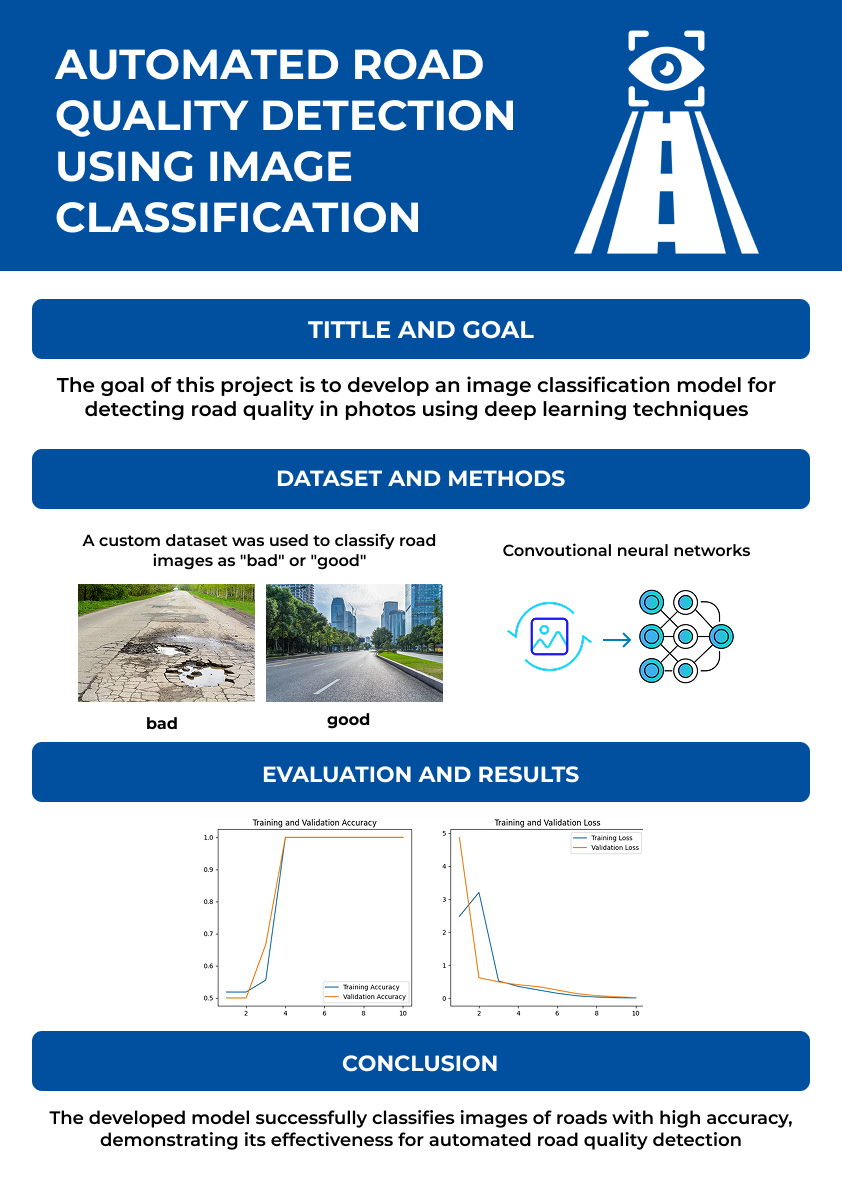 AUTOMATED ROAD
QUALITY DETECTION
USING IMAGE
CLASSIFICATION
TITTLE AND GOAL
The goal of this project is to develop an image classification model for
detecting road quality in photos using deep learning techniques
DATASET AND METHODS
A custom dataset was used to classify road
images as "bad" or "good"
Convoutional neural networks
bad
good
EVALUATION AND RESULTS
Training and Validation Accuracy
1.0
0.9
0.8
0.7
0.6
0.5
2 4 6 8 10
Training Accuracy
Validation Accuracy
Training and Validation Loss
5
4
3
2
1
0
2 4 6 8 10
Training Loss
Validation Loss
CONCLUSION
The developed model successfully classifies images of roads with high accuracy,
demonstrating its effectiveness for automated road quality detection